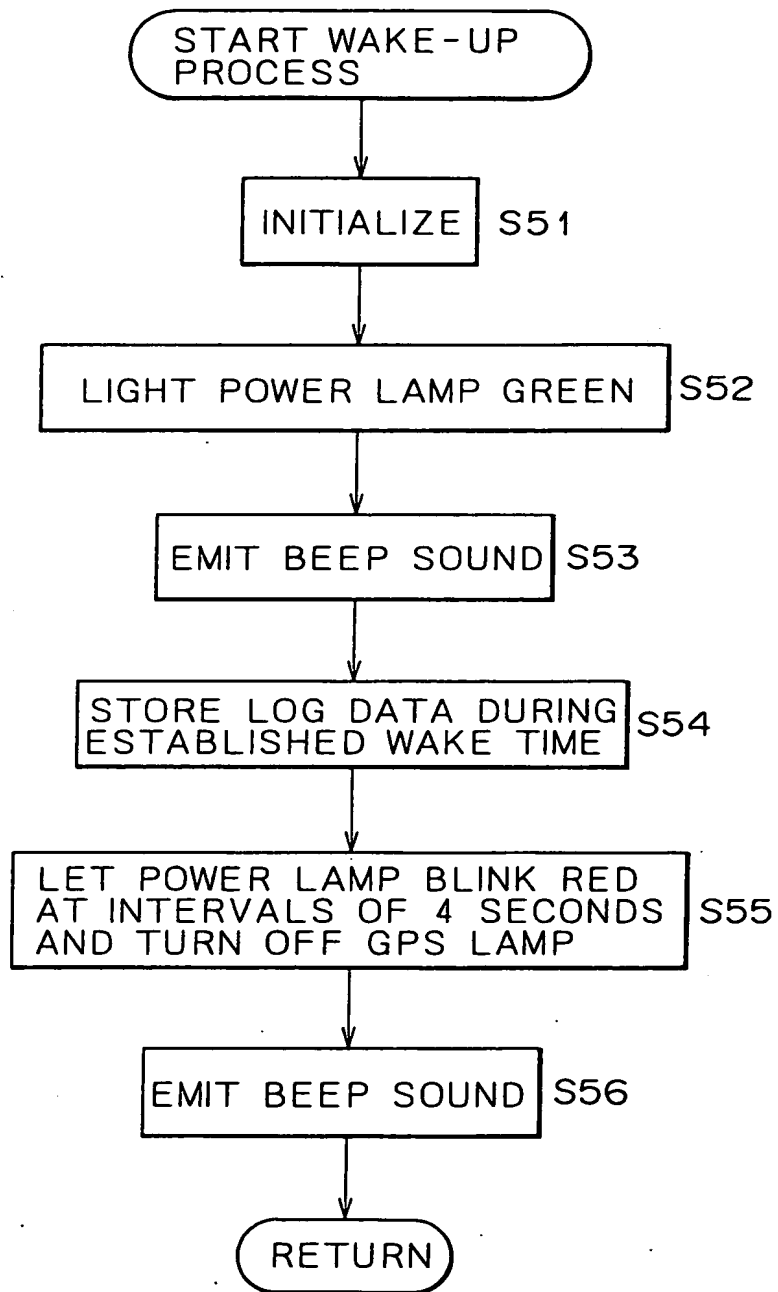 START WAKE-UP
PROCESS
INITIALIZE S51
LIGHT POWER LAMP GREEN S52
EMIT BEEP SOUND S53
STORE LOG DATA DURING
ESTABLISHED WAKE TIME S54
LET POWER LAMP BLINK RED
AT INTERVALS OF 4 SECONDS S55
AND TURN OFF GPS LAMP
EMIT BEEP SOUND S56
RETURN